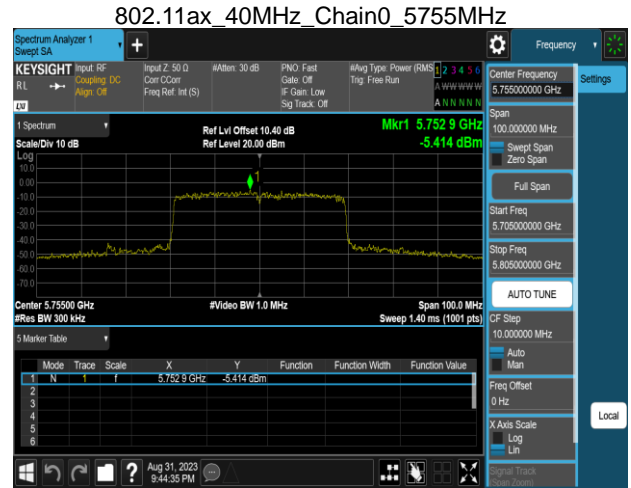 802.11ax_40MHz_Chain0_5755MHz
Spectrum Analyzer 1
Swept SA
+
Frequency
KEYSIGHT
RL
LXI
Input: RF
Coupling: DC
Align: Off
Input Z: 50 Ω
Corr CCorr
Freq Ref: Int (S)
#Atten: 30 dB
PNO: Fast
Gate: Off
IF Gain: Low
Sig Track: Off
#Avg Type: Power (RMS
Trig: Free Run
1 2 3 4 5 6
A W W W W W
A N N N N N
1 Spectrum
Scale/Div 10 dB
Ref Lvl Offset 10.40 dB
Ref Level 20.00 dBm
Mkr1 5.752 9 GHz
-5.414 dBm
Log
10.0
0.00
-10.0
-20.0
-30.0
-40.0
-50.0
-60.0
-70.0
1
Center 5.75500 GHz
#Res BW 300 kHz
#Video BW 1.0 MHz
Span 100.0 MHz
Sweep 1.40 ms (1001 pts)
5 Marker Table
Mode Trace Scale X Y Function Function Width Function Value
1 N 1 f 5.752 9 GHz -5.414 dBm
2
3
4
5
6
Aug 31, 2023
9:44:35 PM
Center Frequency
5.755000000 GHz
Settings
Span
100.000000 MHz
Swept Span
Zero Span
Full Span
Start Freq
5.705000000 GHz
Stop Freq
5.805000000 GHz
AUTO TUNE
CF Step
10.000000 MHz
Auto
Man
Freq Offset
0 Hz
X Axis Scale
Log
Lin
Local
Signal Track
(Span Zoom)